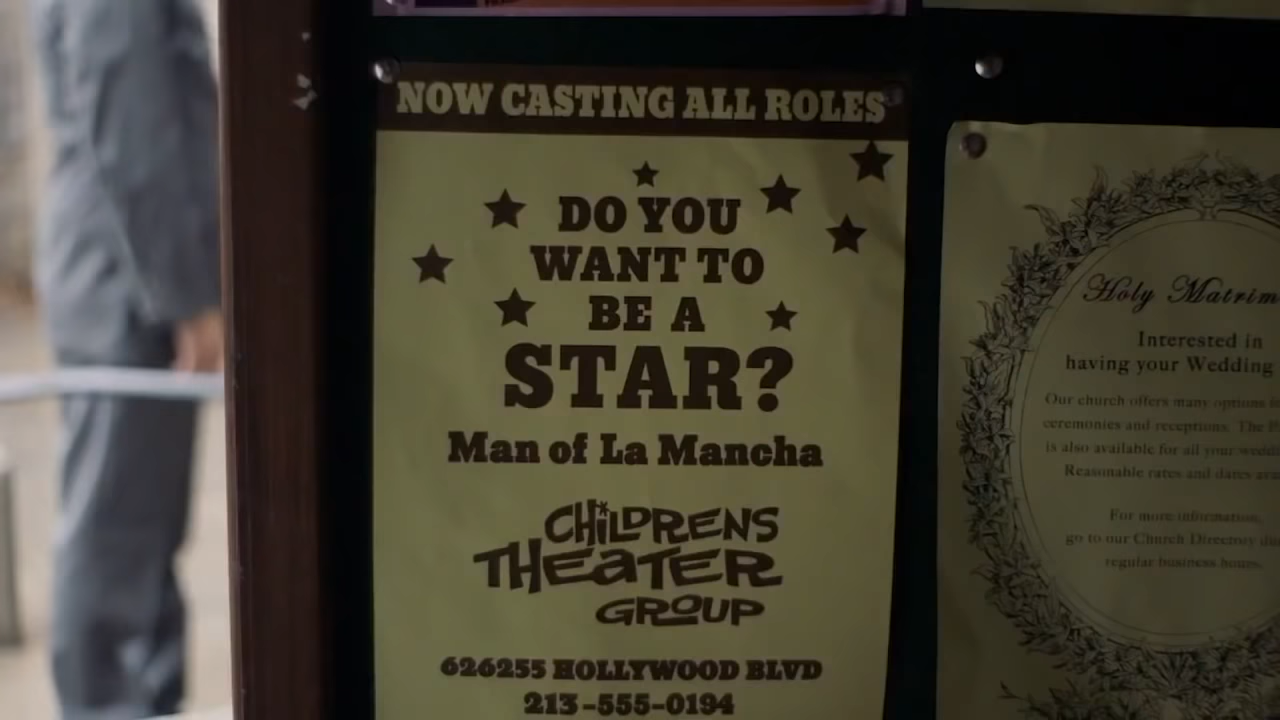 NOW CASTING ALL ROLES
DO YOU
WANT TO
BE A
STAR?
Man of La Mancha
CHILDRENS
THEATER
GROUP
626255 HOLLYWOOD BLVD
213-555-0194
Holy Matrim
Interested in
having your Wedding
Our church offers many options
ceremonies and receptions. The
is also available for all your
Reasonable rates and dates
For more information,
go to our Church Directory
regular business hours.